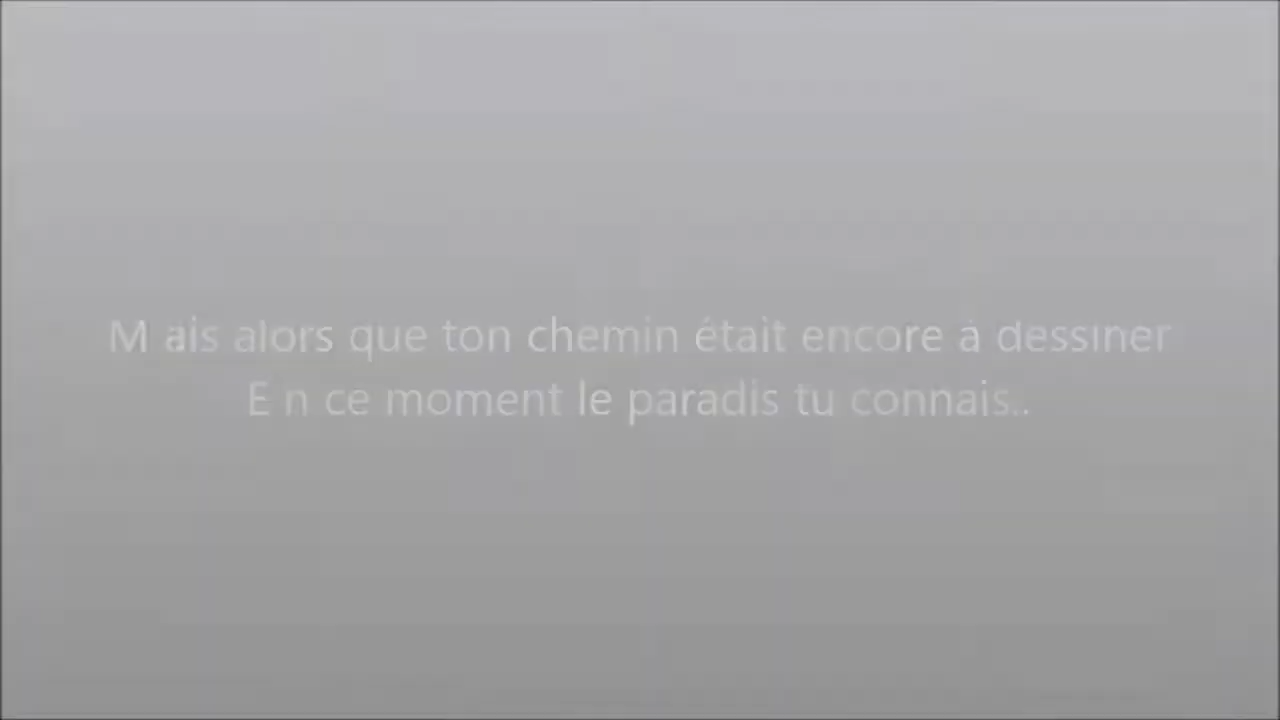 Mais alors que ton chemin était encore à dessiner
En ce moment le paradis tu connais..